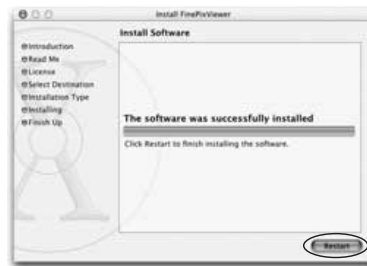 Install FinePixViewer
Install Software
Introduction
Read Me
License
Select Destination
Installation Type
Installing
Finish Up
The software was successfully installed
Click Restart to finish installing the software.
Restart